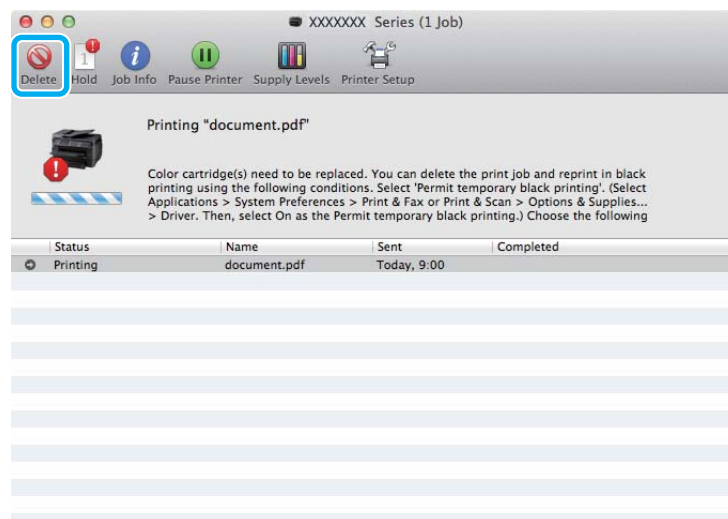 XXXXXXX Series (1 Job)
1
Delete Hold Job Info Pause Printer Supply Levels Printer Setup
Printing "document.pdf"
Color cartridge(s) need to be replaced. You can delete the print job and reprint in black
printing using the following conditions. Select 'Permit temporary black printing'. (Select
Applications > System Preferences > Print & Fax or Print & Scan > Options & Supplies...
> Driver. Then, select On as the Permit temporary black printing.) Choose the following
Status Name Sent Completed
Printing document.pdf Today, 9:00